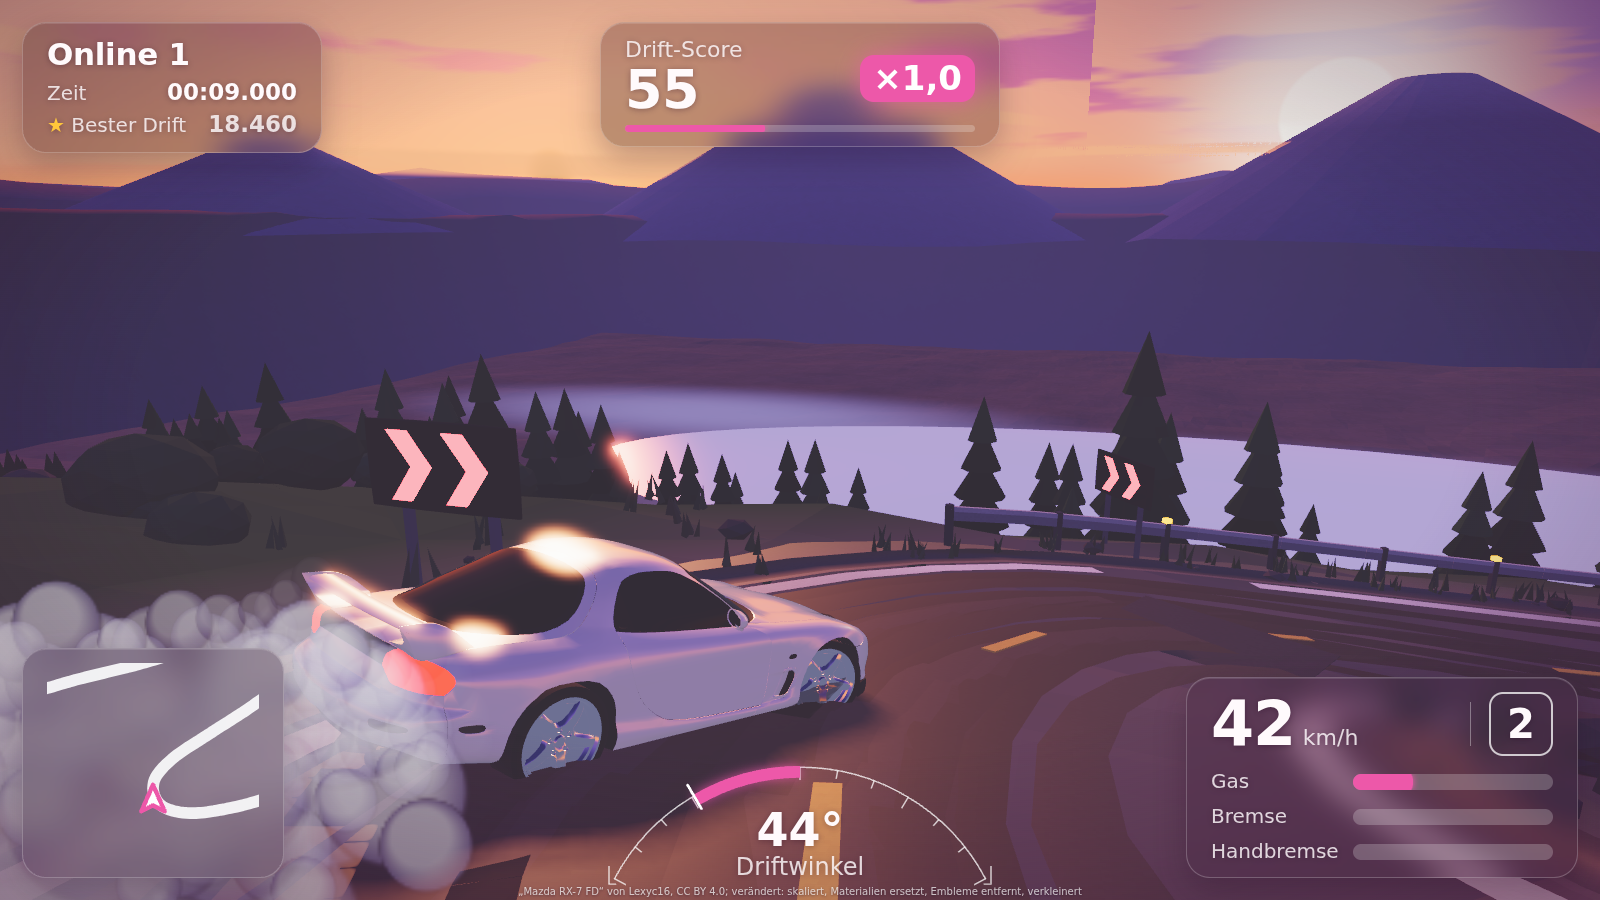 Online 1
Zeit 00:09.000
★ Bester Drift 18.460
Drift-Score
55
×1,0
44°
Driftwinkel
42 km/h
2
Gas
Bremse
Handbremse
„Mazda RX-7 FD“ von Lexyc16, CC BY 4.0; verändert: skaliert, Materialien ersetzt, Embleme entfernt, verkleinert